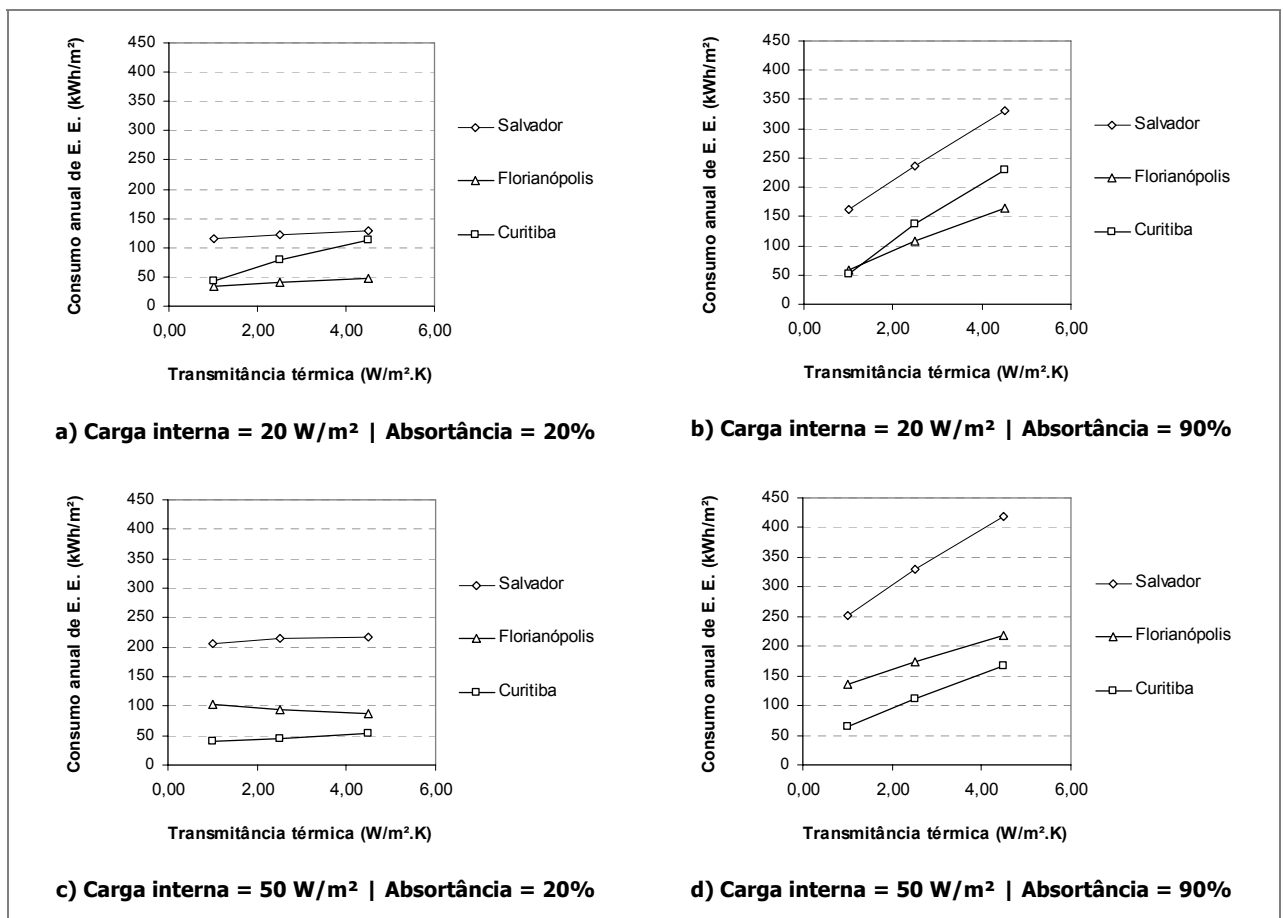 Consumo anual de E. E. (kWh/m²)
450
400
350
300
250
200
150
100
50
0
0,00 2,00 4,00 6,00
Transmitância térmica (W/m².K)
Salvador
Florianópolis
Curitiba
a) Carga interna = 20 W/m² | Absortância = 20%
Consumo anual de E. E. (kWh/m²)
450
400
350
300
250
200
150
100
50
0
0,00 2,00 4,00 6,00
Transmitância térmica (W/m².K)
Salvador
Florianópolis
Curitiba
b) Carga interna = 20 W/m² | Absortância = 90%
Consumo anual de E. E. (kWh/m²)
450
400
350
300
250
200
150
100
50
0
0,00 2,00 4,00 6,00
Transmitância térmica (W/m².K)
Salvador
Florianópolis
Curitiba
c) Carga interna = 50 W/m² | Absortância = 20%
Consumo anual de E. E. (kWh/m²)
450
400
350
300
250
200
150
100
50
0
0,00 2,00 4,00 6,00
Transmitância térmica (W/m².K)
Salvador
Florianópolis
Curitiba
d) Carga interna = 50 W/m² | Absortância = 90%